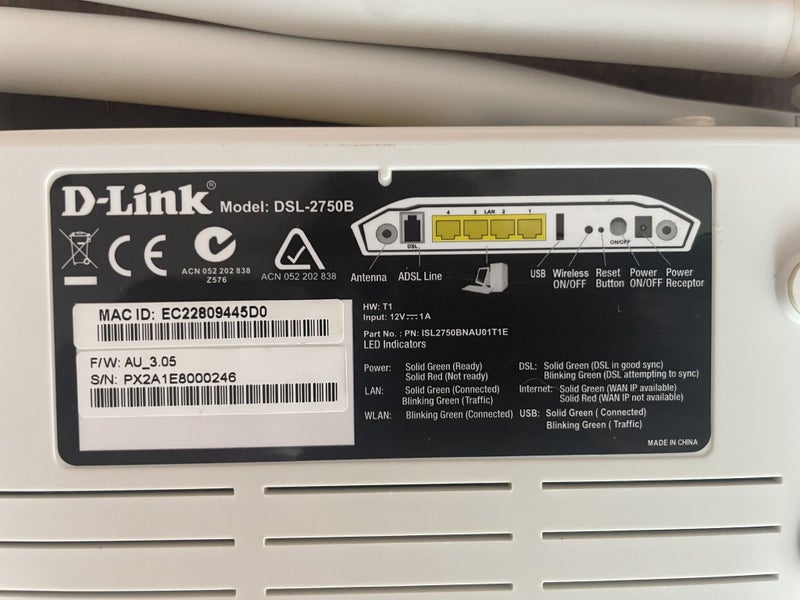 D-Link® Model: DSL-2750B
4 3 LAN 2 1
DSL
ON/OFF
CE
ACN 052 202 838
Z576
ACN 052 202 838
Antenna ADSL Line
USB Wireless ON/OFF Reset Button Power ON/OFF Power Receptor
MAC ID: EC22809445D0
F/W: AU_3.05
S/N: PX2A1E8000246
HW: T1
Input: 12V⎓1A
Part No. : PN: ISL2750BNAU01T1E
LED Indicators
Power: Solid Green (Ready)
Solid Red (Not ready)
LAN: Solid Green (Connected)
Blinking Green (Traffic)
WLAN: Blinking Green (Connected)
DSL: Solid Green (DSL in good sync)
Blinking Green (DSL attempting to sync)
Internet: Solid Green (WAN IP available)
Solid Red (WAN IP not available)
USB: Solid Green ( Connected)
Blinking Green ( Traffic)
MADE IN CHINA